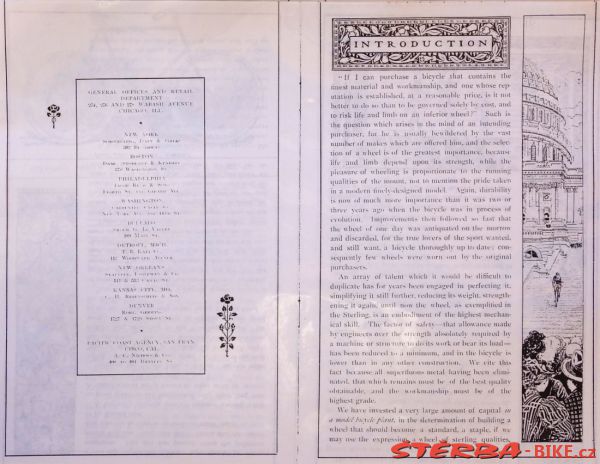 GENERAL OFFICES AND RETAIL
DEPARTMENT
274, 276 AND 278 WABASH AVENUE
CHICAGO, ILL.
NEW YORK
BOSTON
PHILADELPHIA
WASHINGTON
BUFFALO
DETROIT, MICH.
NEW ORLEANS
KANSAS CITY, MO.
DENVER
PACIFIC COAST AGENCY, SAN FRAN-
CISCO, CAL.
INTRODUCTION
"If I can purchase a bicycle that contains the
finest material and workmanship, and one whose rep-
utation is established, at a reasonable price, is it not
better to do so than to be governed solely by cost, and
to risk life and limb on an inferior wheel?" Such is
the question which arises in the mind of an intending
purchaser, for he is usually bewildered by the vast
number of makes which are offered him, and the selec-
tion of a wheel is of the greatest importance, because
life and limb depend upon its strength, while the
pleasure of wheeling is proportionate to the running
qualities of the mount, not to mention the pride taken
in a modern finely-designed model. Again, durability
is now of much more importance than it was two or
three years ago when the bicycle was in process of
evolution. Improvements then followed so fast that
the wheel of one day was antiquated on the morrow
and discarded, for the true lovers of the sport wanted,
and still want, a bicycle thoroughly up to date; con-
sequently few wheels were worn out by the original
purchasers.
An array of talent which it would be difficult to
duplicate has for years been engaged in perfecting it,
simplifying it still further, reducing its weight, strength-
ening it again, until now the wheel, as exemplified in
the Sterling, is an embodiment of the highest mechan-
ical skill. The factor of safety—that allowance made
by engineers over the strength absolutely required by
a machine or structure to do its work or bear its load—
has been reduced to a minimum, and in the bicycle is
lower than in any other construction. We cite this
fact because all superfluous metal having been elimi-
nated, that which remains must be of the best quality
obtainable, and the workmanship must be of the
highest grade.
We have invested a very large amount of capital in
a model bicycle plant, in the determination of building a
wheel that should become a standard, a staple, if we
may use the expression, a wheel of sterling qualities,
ŠTĚRBA-BIKE.cz